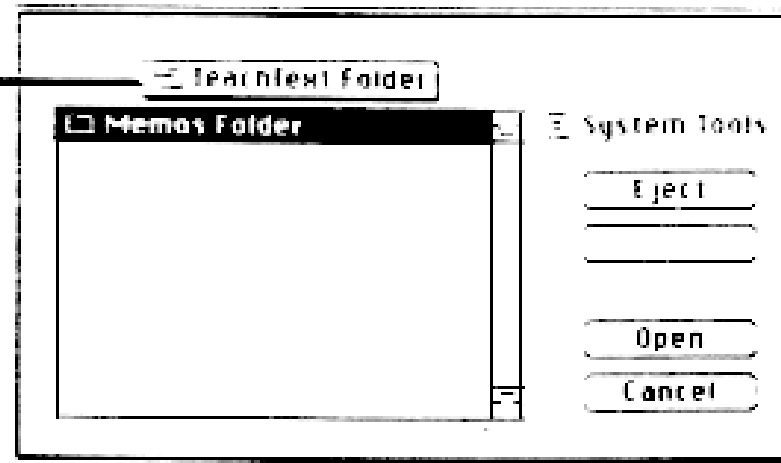 TeachText Folder
Memos Folder
System Tools
Eject
Open
Cancel